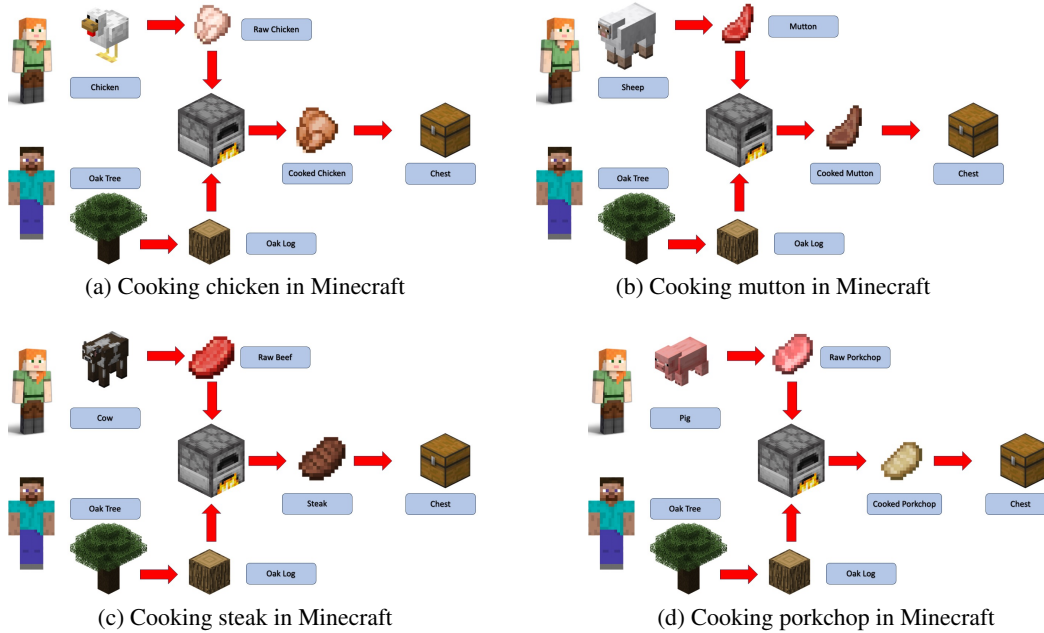 Raw Chicken
Chicken
Oak Tree
Cooked Chicken
Chest
Oak Log
(a) Cooking chicken in Minecraft
Mutton
Sheep
Oak Tree
Cooked Mutton
Chest
Oak Log
(b) Cooking mutton in Minecraft
Raw Beef
Cow
Oak Tree
Steak
Chest
Oak Log
(c) Cooking steak in Minecraft
Raw Porkchop
Pig
Oak Tree
Cooked Porkchop
Chest
Oak Log
(d) Cooking porkchop in Minecraft